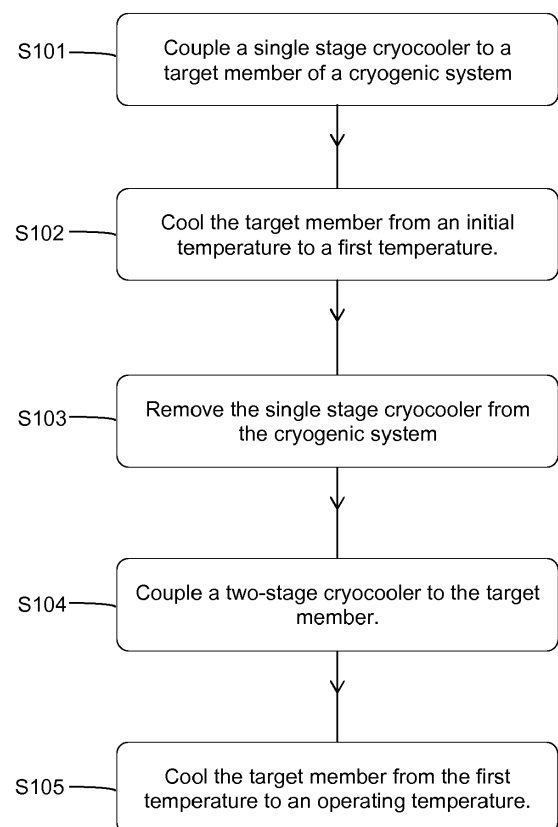 S101
Couple a single stage cryocooler to a
target member of a cryogenic system
S102
Cool the target member from an initial
temperature to a first temperature.
S103
Remove the single stage cryocooler from
the cryogenic system
S104
Couple a two-stage cryocooler to the target
member.
S105
Cool the target member from the first
temperature to an operating temperature.